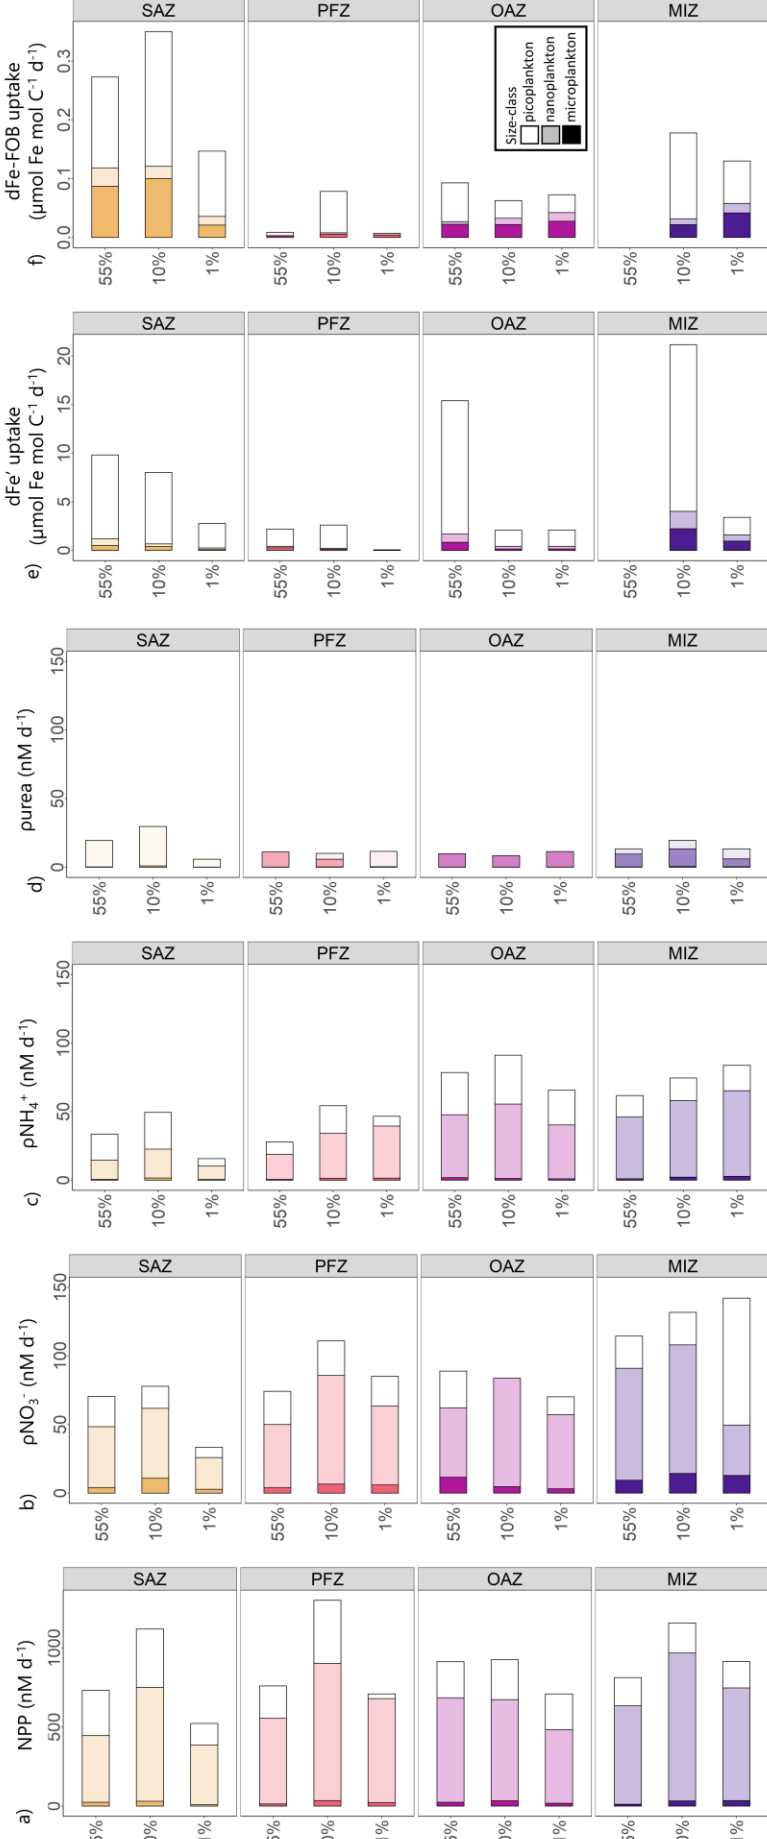 a)
NPP (nM d⁻¹)
0
500
1000
SAZ
PFZ
55%
10%
1%
OAZ
MIZ
b)
ρNO₃⁻ (nM d⁻¹)
0
50
100
150
SAZ
55%
10%
1%
PFZ
55%
10%
1%
OAZ
55%
10%
1%
MIZ
55%
10%
1%
c)
ρNH₄⁺ (nM d⁻¹)
0
50
100
150
SAZ
55%
10%
1%
PFZ
55%
10%
1%
OAZ
55%
10%
1%
MIZ
55%
10%
1%
d)
ρurea (nM d⁻¹)
0
50
100
150
SAZ
55%
10%
1%
PFZ
55%
10%
1%
OAZ
55%
10%
1%
MIZ
55%
10%
1%
e)
dFe′ uptake
(μmol Fe mol C⁻¹ d⁻¹)
0
5
10
15
20
SAZ
55%
10%
1%
PFZ
55%
10%
1%
OAZ
55%
10%
1%
MIZ
55%
10%
1%
f)
dFe-FOB uptake
(μmol Fe mol C⁻¹ d⁻¹)
0.0
0.1
0.2
0.3
SAZ
55%
10%
1%
PFZ
55%
10%
1%
OAZ
55%
10%
1%
Size-class
picoplankton
nanoplankton
microplankton
MIZ
55%
10%
1%